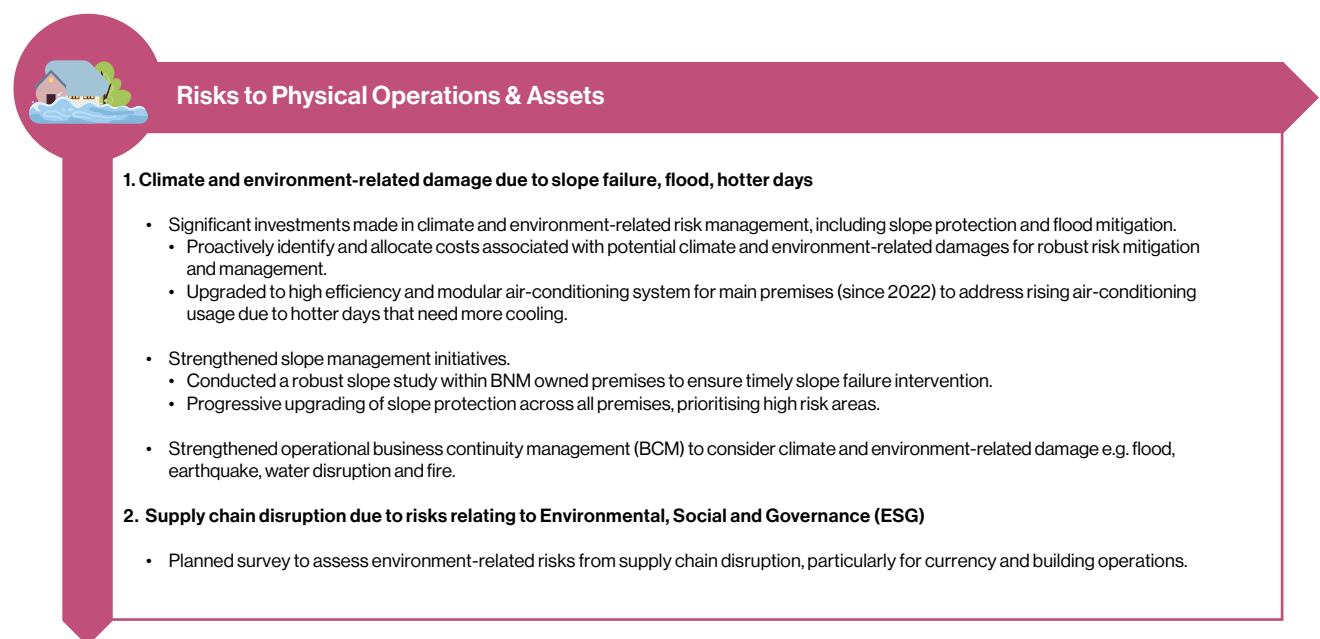 Risks to Physical Operations & Assets
1. Climate and environment-related damage due to slope failure, flood, hotter days
• Significant investments made in climate and environment-related risk management, including slope protection and flood mitigation.
• Proactively identify and allocate costs associated with potential climate and environment-related damages for robust risk mitigation
and management.
• Upgraded to high efficiency and modular air-conditioning system for main premises (since 2022) to address rising air-conditioning
usage due to hotter days that need more cooling.
• Strengthened slope management initiatives.
• Conducted a robust slope study within BNM owned premises to ensure timely slope failure intervention.
• Progressive upgrading of slope protection across all premises, prioritising high risk areas.
• Strengthened operational business continuity management (BCM) to consider climate and environment-related damage e.g. flood,
earthquake, water disruption and fire.
2. Supply chain disruption due to risks relating to Environmental, Social and Governance (ESG)
• Planned survey to assess environment-related risks from supply chain disruption, particularly for currency and building operations.